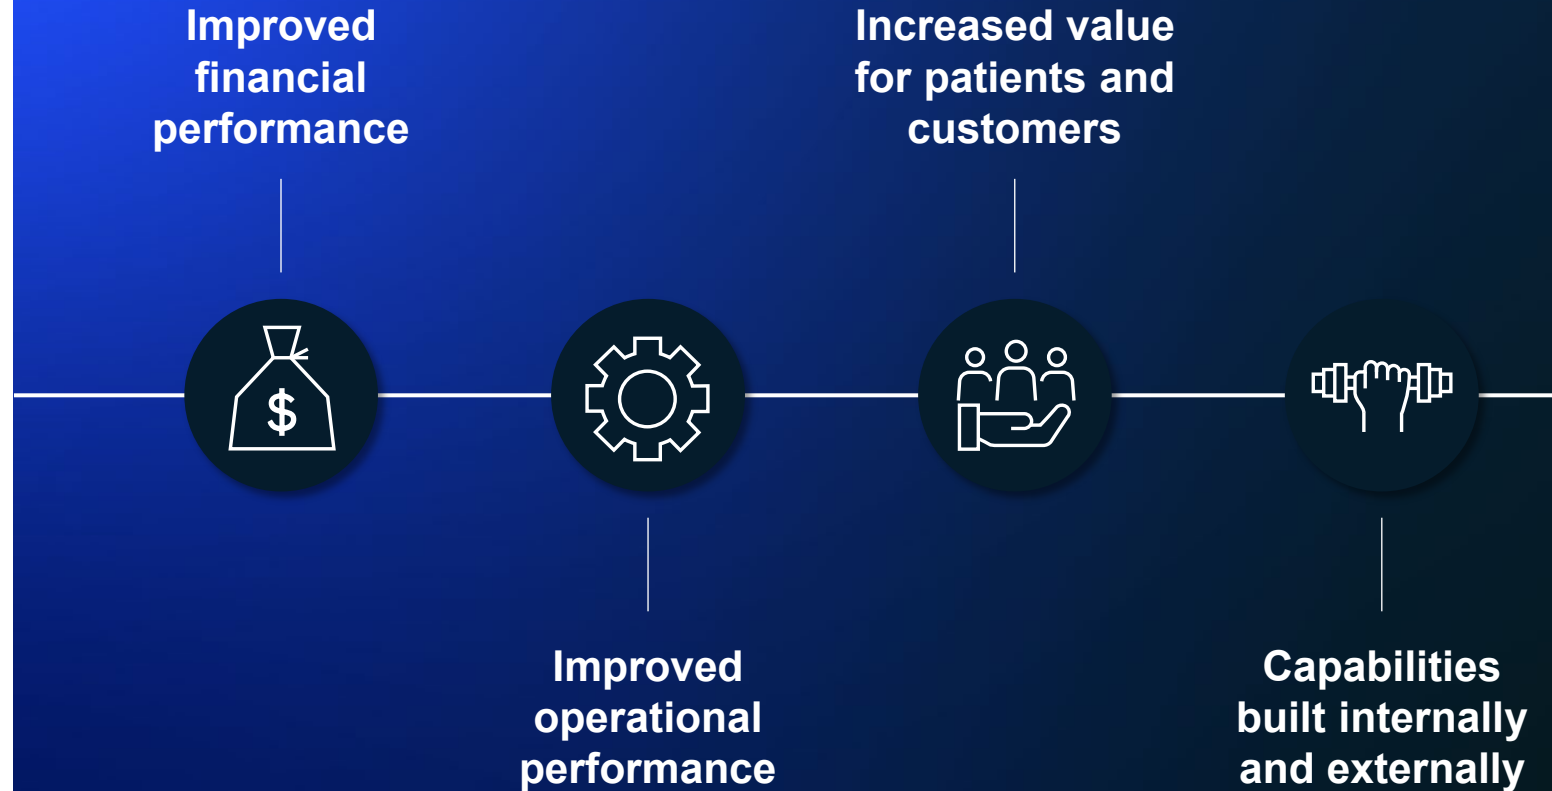 Improved
financial
performance
$
Improved
operational
performance
Increased value
for patients and
customers
Capabilities
built internally
and externally